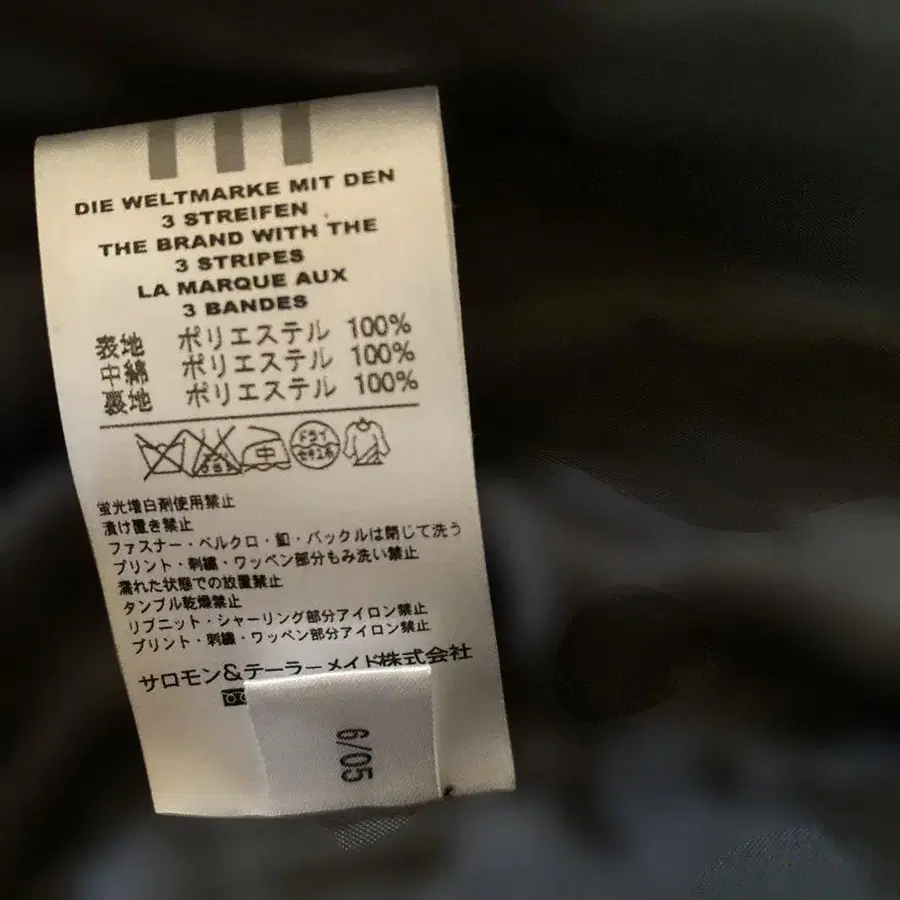 DIE WELTMARKE MIT DEN
3 STREIFEN
THE BRAND WITH THE
3 STRIPES
LA MARQUE AUX
3 BANDES
表地 ポリエステル 100%
中綿 ポリエステル 100%
裏地 ポリエステル 100%
中 ドライ セキユ系
蛍光増白剤使用禁止
漬け置き禁止
ファスナー・ベルクロ・釦・バックルは閉じて洗う
プリント・刺繍・ワッペン部分もみ洗い禁止
濡れた状態での放置禁止
タンブル乾燥禁止
リブニット・シャーリング部分アイロン禁止
プリント・刺繍・ワッペン部分アイロン禁止
サロモン&テーラーメイド株式会社
6/05